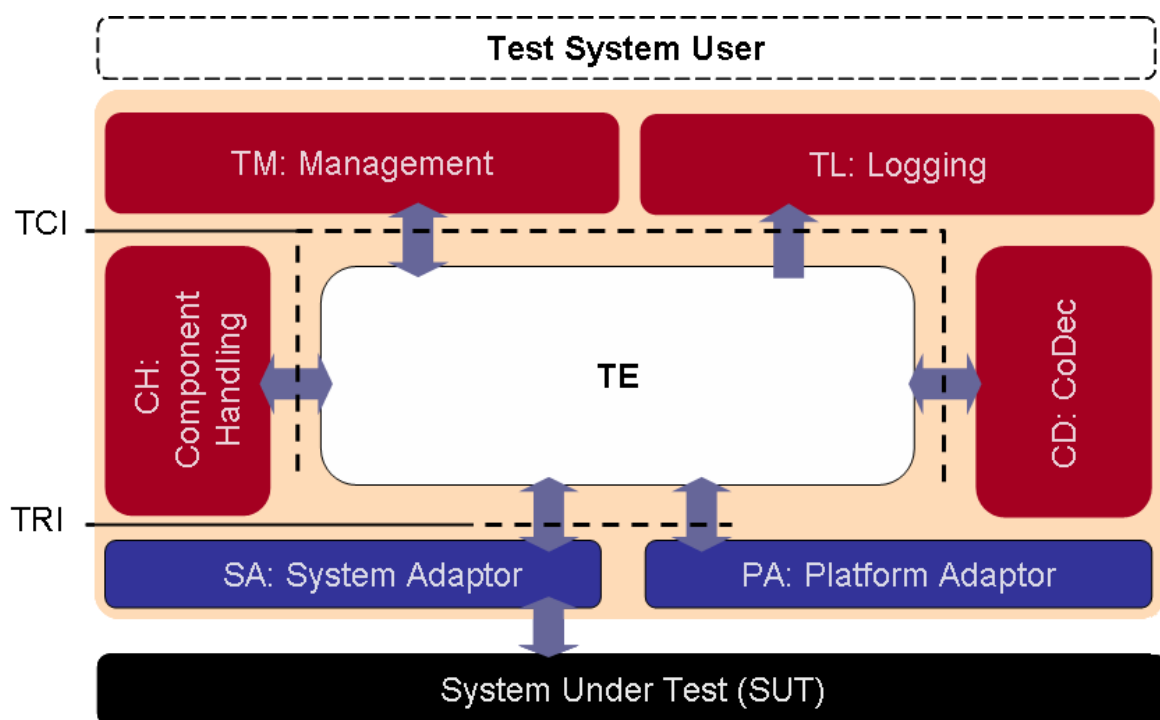 Test System User
TM: Management
TL: Logging
TCI
CH:
Component
Handling
TE
CD: CoDec
TRI
SA: System Adaptor
PA: Platform Adaptor
System Under Test (SUT)